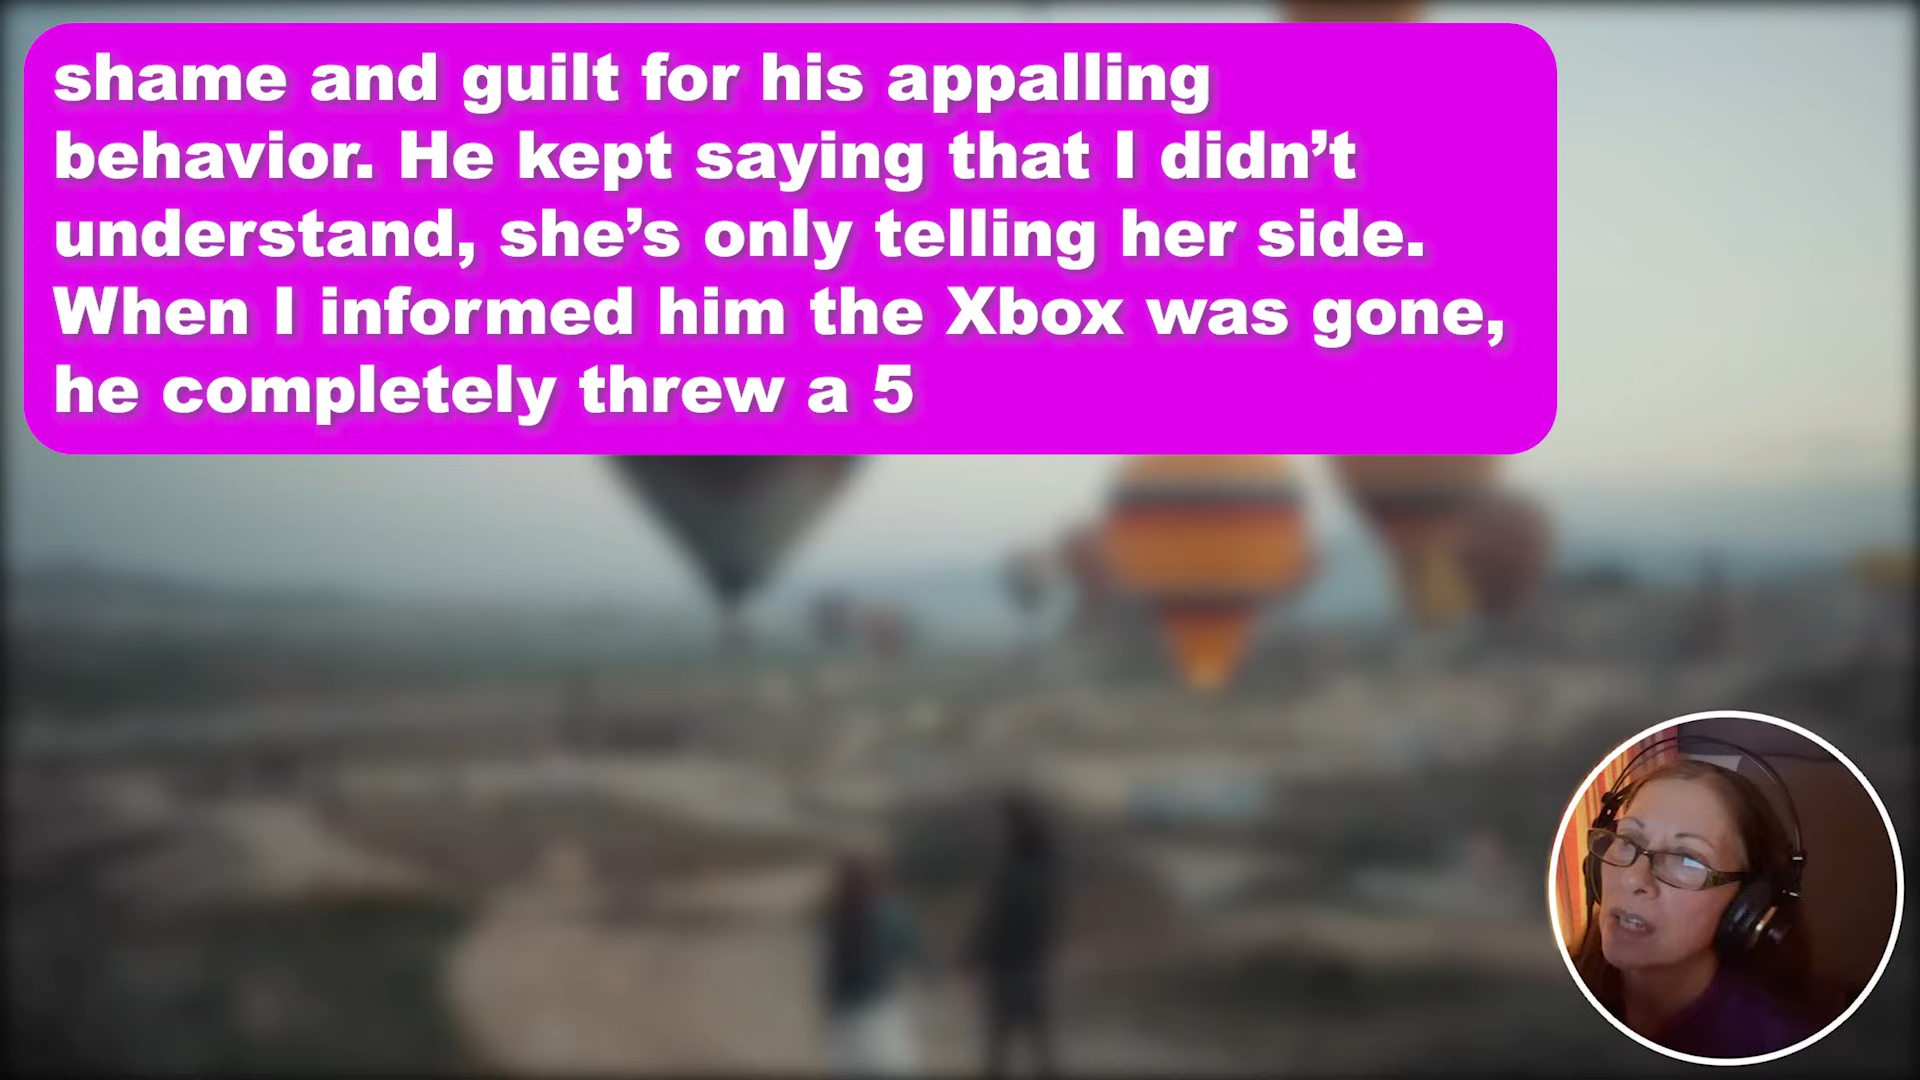 shame and guilt for his appalling
behavior. He kept saying that I didn’t
understand, she’s only telling her side.
When I informed him the Xbox was gone,
he completely threw a 5